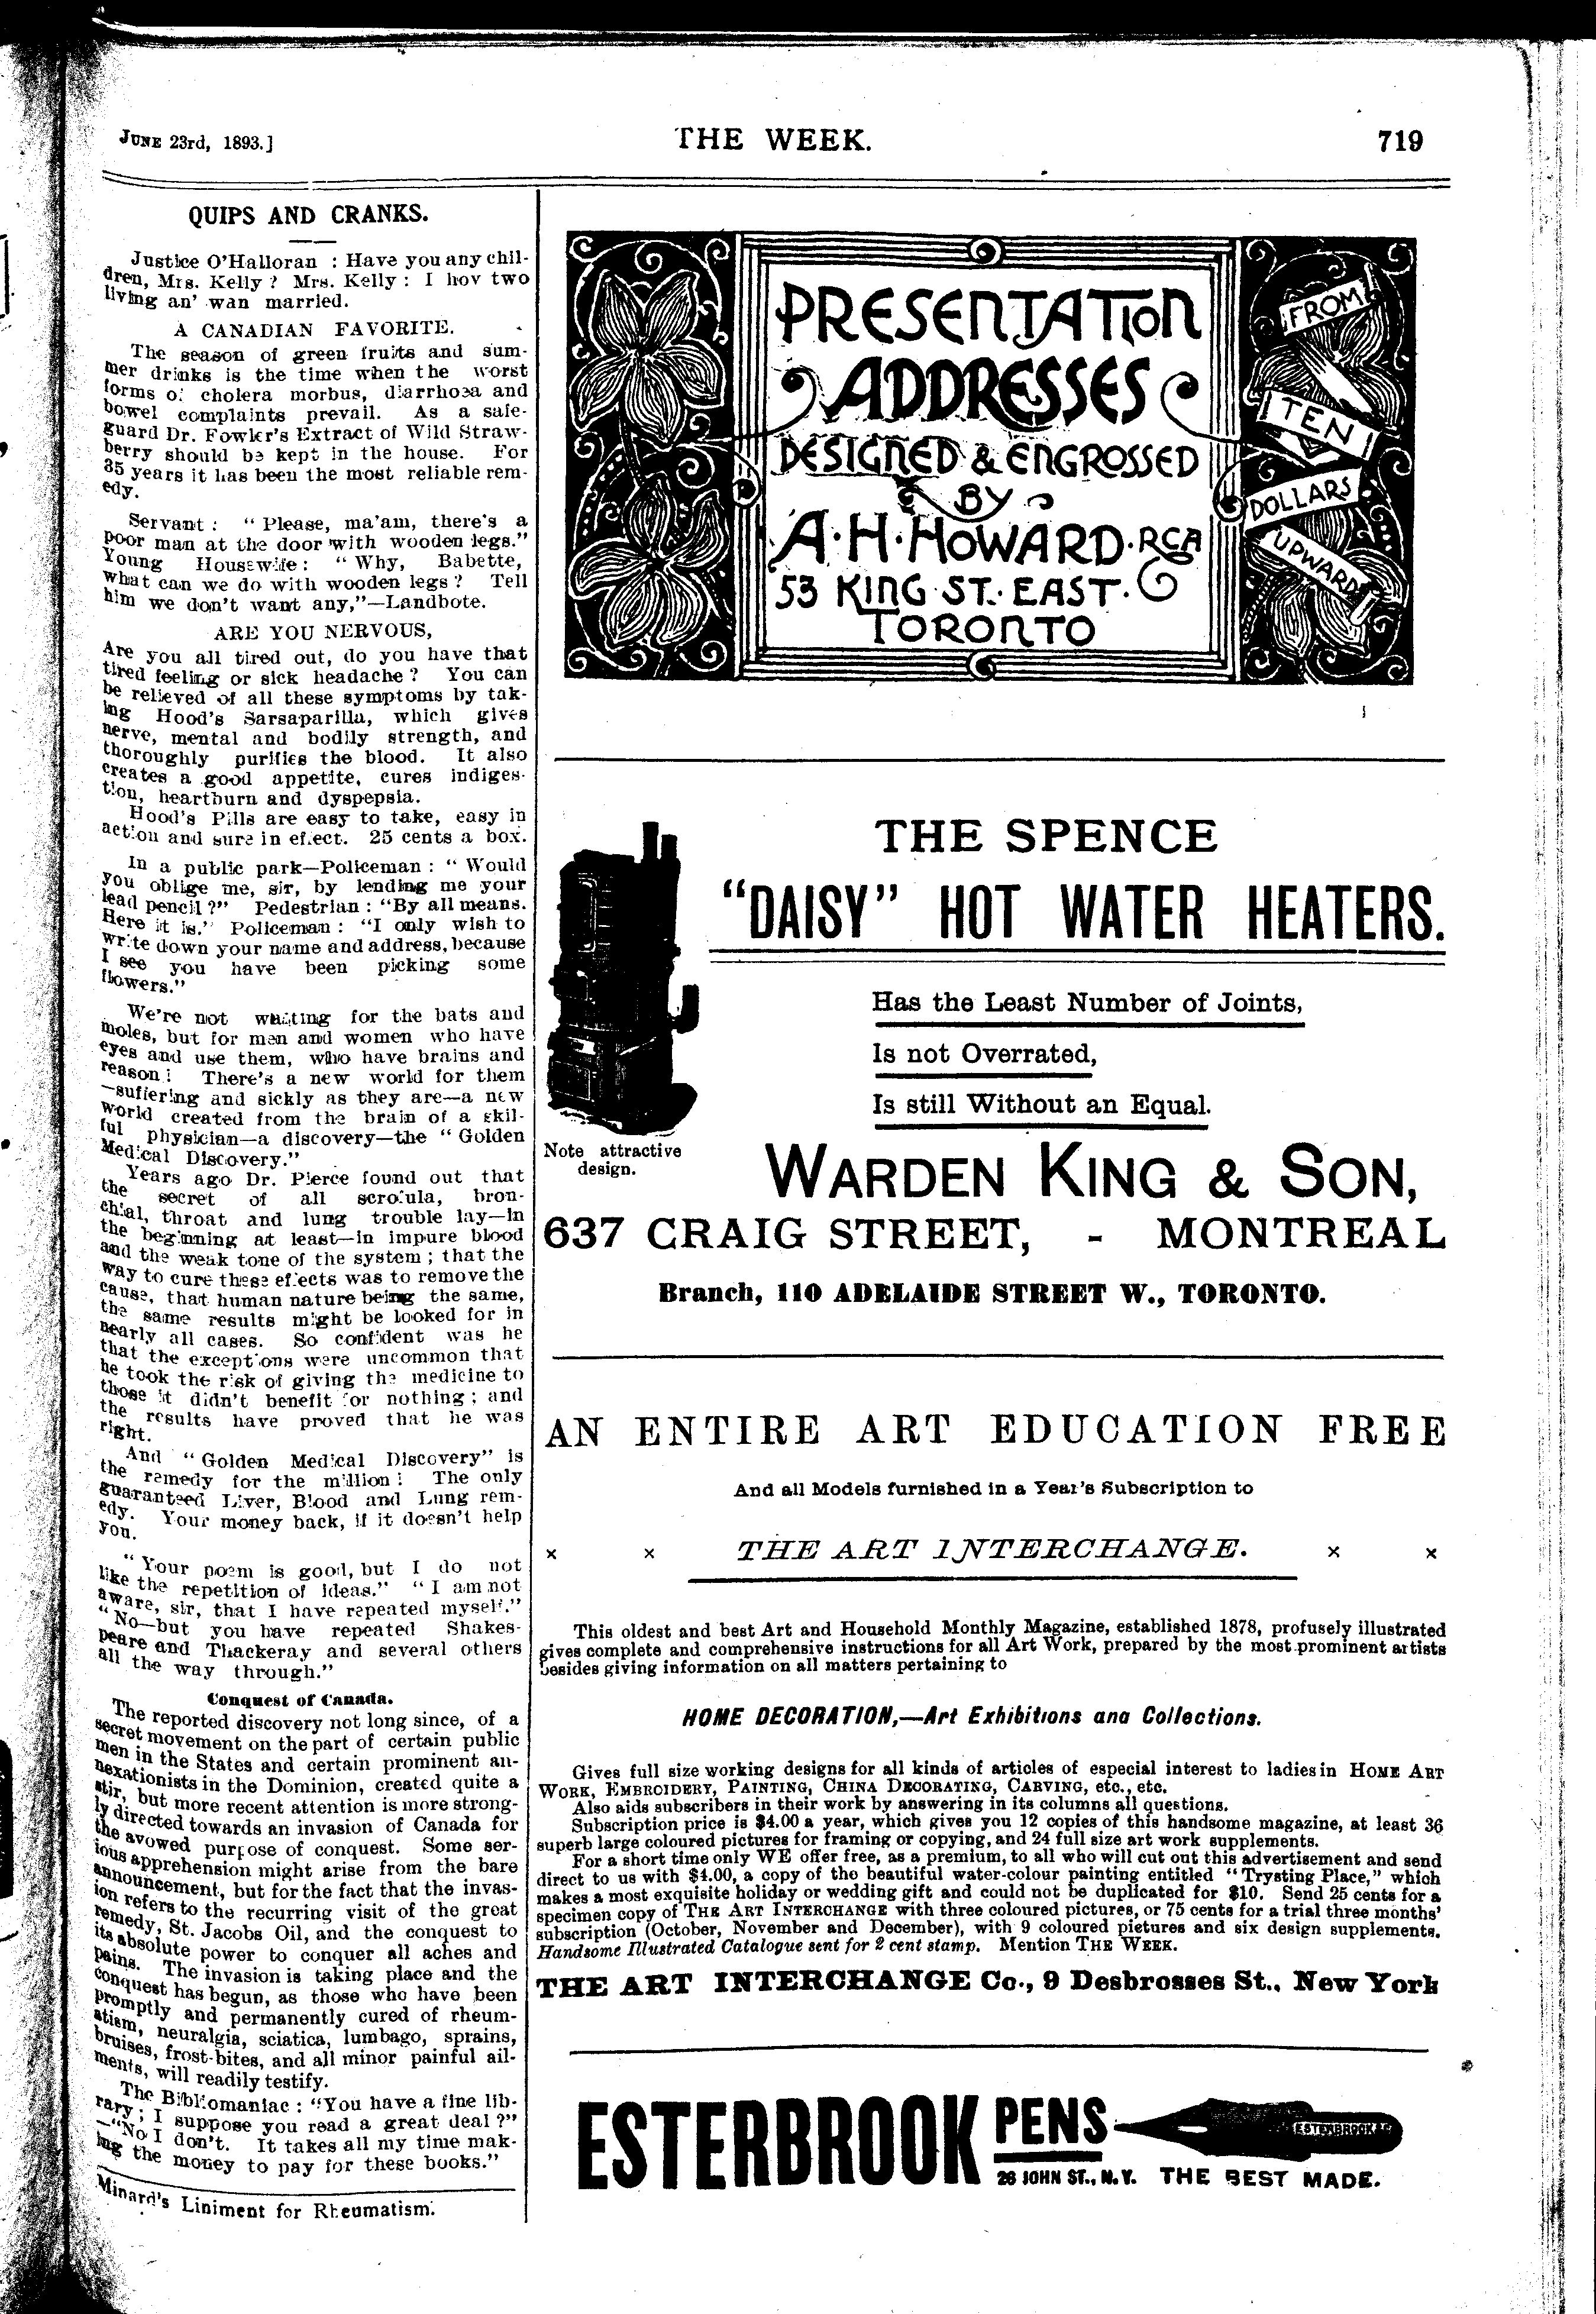 JUNE 23rd, 1893.]
THE WEEK.
719
QUIPS AND CRANKS.
Justice O'Halloran : Have you any chil-
dren, Mrs. Kelly? Mrs. Kelly: I hov two
living an' wan married.
A CANADIAN FAVORITE.
The season of green fruits and sum-
mer drinks is the time when the worst
forms of cholera morbus, diarrhoea and
bowel complaints prevail. As a safe-
guard Dr. Fowler's Extract of Wild Straw-
berry should be kept in the house. For
35 years it has been the most reliable rem-
edy.
Servant : "Please, ma'am, there's a
poor man at the door with wooden legs."
Young Housewife: "Why, Babette,
what can we do with wooden legs? Tell
him we don't want any,"—Landbote.
ARE YOU NERVOUS,
Are you all tired out, do you have that
tired feeling or sick headache? You can
be relieved of all these symptoms by tak-
ing Hood's Sarsaparilla, which gives
nerve, mental and bodily strength, and
thoroughly purifies the blood. It also
creates a good appetite, cures indiges-
tion, heartburn and dyspepsia.
Hood's Pills are easy to take, easy in
action and sure in effect. 25 cents a box.
In a public park—Policeman : "Would
you oblige me, sir, by lending me your
lead pencil?" Pedestrian : "By all means.
Here it is." Policeman : "I only wish to
write down your name and address, because
I see you have been picking some
flowers."
We're not waiting for the bats and
moles, but for men and women who have
eyes and use them, who have brains and
reason! There's a new world for them
—suffering and sickly as they are—a new
world created from the brain of a skil-
ful physician—a discovery—the "Golden
Medical Discovery."
Years ago Dr. Pierce found out that
the secret of all scrofula, bron-
chial, throat and lung trouble lay—in
the beginning at least—in impure blood
and the weak tone of the system; that the
way to cure these effects was to remove the
cause, that human nature being the same,
the same results might be looked for in
nearly all cases. So confident was he
that the exceptions were uncommon that
he took the risk of giving the medicine to
those it didn't benefit for nothing; and
the results have proved that he was
right.
And "Golden Medical Discovery" is
the remedy for the million! The only
guaranteed Liver, Blood and Lung rem-
edy. Your money back, if it doesn't help
you.
"Your poem is good, but I do not
like the repetition of ideas." "I am not
aware, sir, that I have repeated myself."
"No—but you have repeated Shakes-
peare and Thackeray and several others
all the way through."
Conquest of Canada.
The reported discovery not long since, of a
secret movement on the part of certain public
men in the States and certain prominent an-
nexationists in the Dominion, created quite a
stir, but more recent attention is more strong-
ly directed towards an invasion of Canada for
the avowed purpose of conquest. Some ser-
ious apprehension might arise from the bare
announcement, but for the fact that the invas-
ion refers to the recurring visit of the great
remedy, St. Jacobs Oil, and the conquest to
its absolute power to conquer all aches and
pains. The invasion is taking place and the
conquest has begun, as those who have been
promptly and permanently cured of rheum-
atism, neuralgia, sciatica, lumbago, sprains,
bruises, frost-bites, and all minor painful ail-
ments, will readily testify.
The Bibliomaniac : "You have a fine lib-
rary; I suppose you read a great deal?"
—"No I don't. It takes all my time mak-
ing the money to pay for these books."
Minard's Liniment for Rheumatism.
PRESENTATION
ADDRESSES
DESIGNED & ENGROSSED
BY
A·H·HOWARD·RCA
53 KING·ST.·EAST·
TORONTO
FROM
TEN
DOLLARS
UPWARD
THE SPENCE
"DAISY" HOT WATER HEATERS.
Has the Least Number of Joints,
Is not Overrated,
Is still Without an Equal.
Note attractive
design.
WARDEN KING & SON,
637 CRAIG STREET, - MONTREAL
Branch, 110 ADELAIDE STREET W., TORONTO.
AN ENTIRE ART EDUCATION FREE
And all Models furnished in a Year's Subscription to
× × THE ART INTERCHANGE. × ×
This oldest and best Art and Household Monthly Magazine, established 1878, profusely illustrated
gives complete and comprehensive instructions for all Art Work, prepared by the most prominent artists
besides giving information on all matters pertaining to
HOME DECORATION,—Art Exhibitions and Collections.
Gives full size working designs for all kinds of articles of especial interest to ladies in HOME ART
WORK, EMBROIDERY, PAINTING, CHINA DECORATING, CARVING, etc., etc.
Also aids subscribers in their work by answering in its columns all questions.
Subscription price is $4.00 a year, which gives you 12 copies of this handsome magazine, at least 36
superb large coloured pictures for framing or copying, and 24 full size art work supplements.
For a short time only WE offer free, as a premium, to all who will cut out this advertisement and send
direct to us with $4.00, a copy of the beautiful water-colour painting entitled "Trysting Place," which
makes a most exquisite holiday or wedding gift and could not be duplicated for $10. Send 25 cents for a
specimen copy of THE ART INTERCHANGE with three coloured pictures, or 75 cents for a trial three months'
subscription (October, November and December), with 9 coloured pictures and six design supplements.
Handsome Illustrated Catalogue sent for 2 cent stamp. Mention THE WEEK.
THE ART INTERCHANGE Co., 9 Desbrosses St., New York
ESTERBROOK PENS
ESTERBROOK&Co
26 JOHN ST., N.Y. THE BEST MADE.